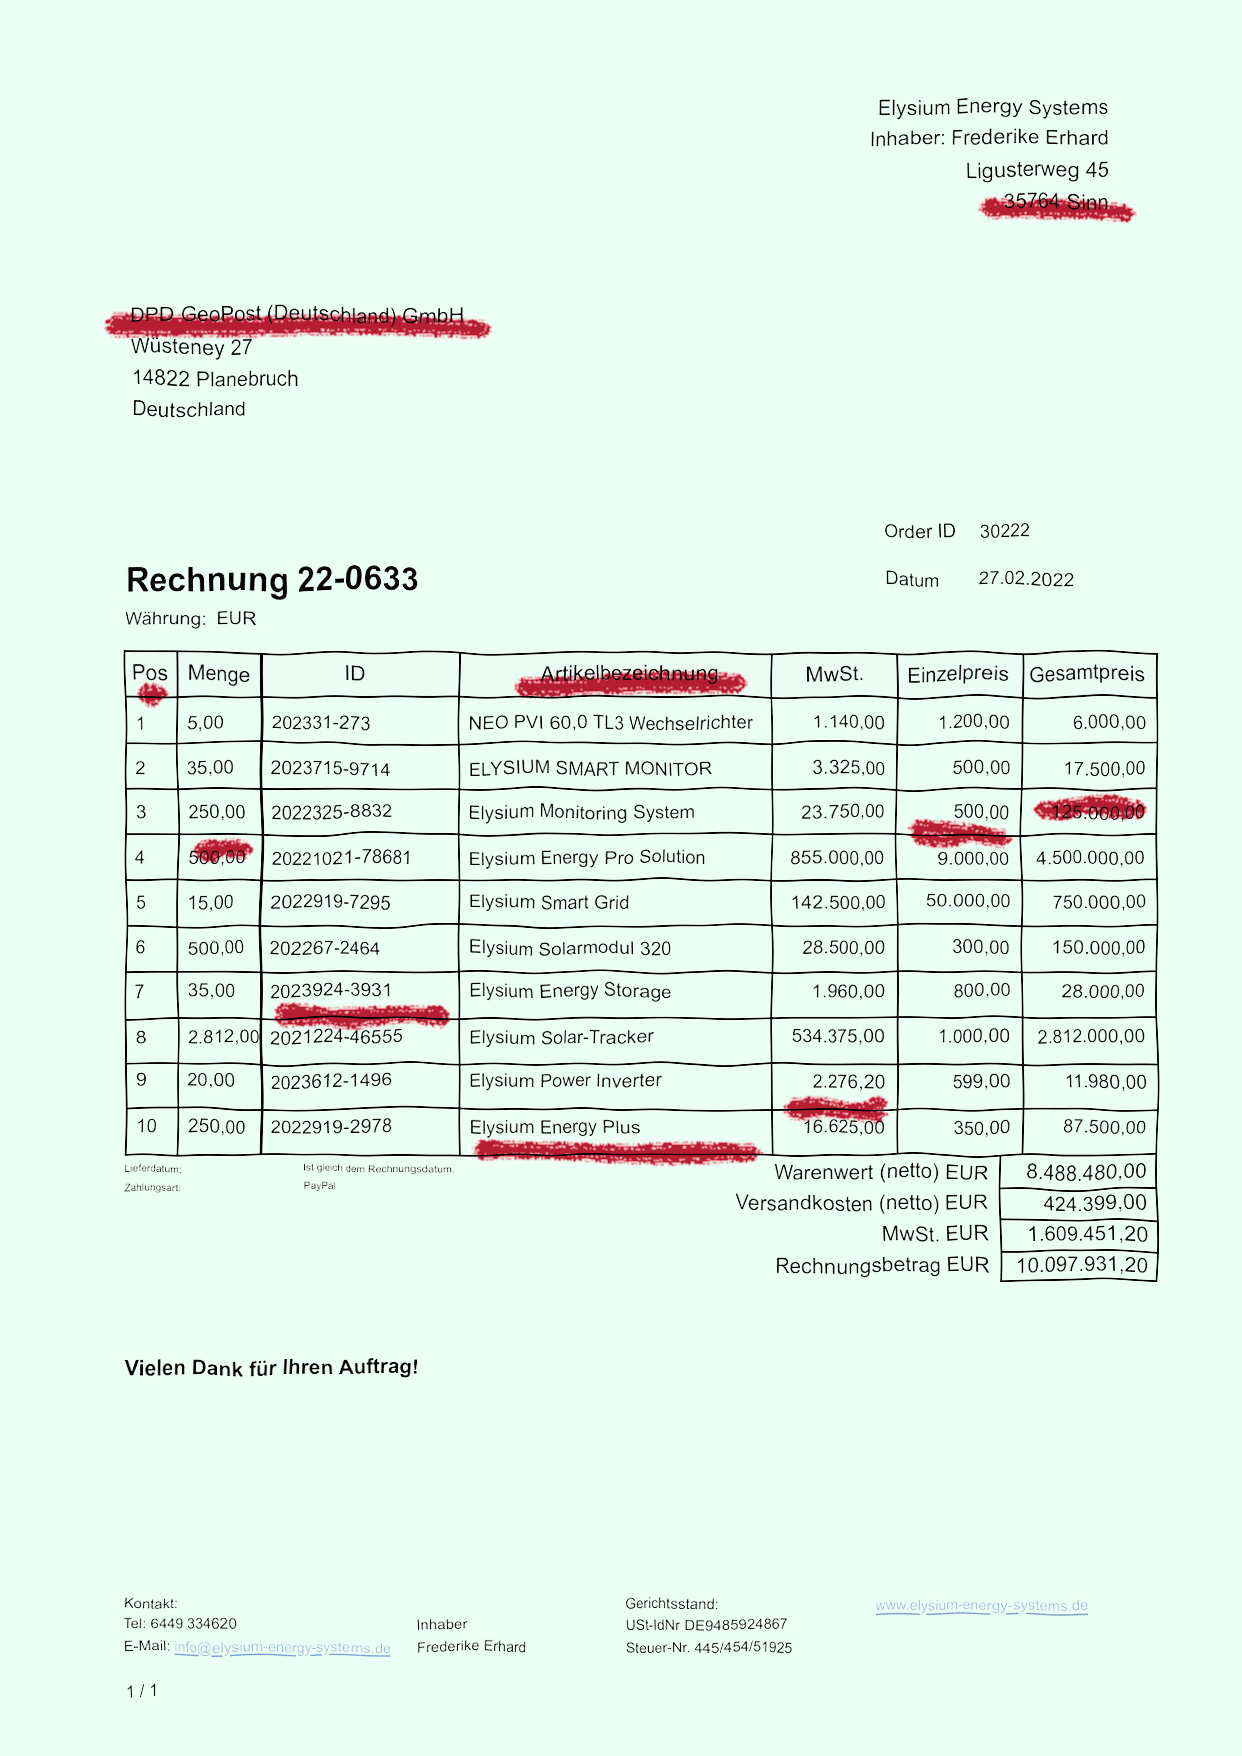 Elysium Energy Systems
Inhaber: Frederike Erhard
Ligusterweg 45
35764 Sinn
DPD GeoPost (Deutschland) GmbH
Wüsteney 27
14822 Planebruch
Deutschland
Order ID 30222
Rechnung 22-0633
Datum 27.02.2022
Währung: EUR
Pos Menge ID Artikelbezeichnung MwSt. Einzelpreis Gesamtpreis
1 5,00 202331-273 NEO PVI 60,0 TL3 Wechselrichter 1.140,00 1.200,00 6.000,00
2 35,00 2023715-9714 ELYSIUM SMART MONITOR 3.325,00 500,00 17.500,00
3 250,00 2022325-8832 Elysium Monitoring System 23.750,00 500,00 125.000,00
4 500,00 20221021-78681 Elysium Energy Pro Solution 855.000,00 9.000,00 4.500.000,00
5 15,00 2022919-7295 Elysium Smart Grid 142.500,00 50.000,00 750.000,00
6 500,00 202267-2464 Elysium Solarmodul 320 28.500,00 300,00 150.000,00
7 35,00 2023924-3931 Elysium Energy Storage 1.960,00 800,00 28.000,00
8 2.812,00 2021224-46555 Elysium Solar-Tracker 534.375,00 1.000,00 2.812.000,00
9 20,00 2023612-1496 Elysium Power Inverter 2.276,20 599,00 11.980,00
10 250,00 2022919-2978 Elysium Energy Plus 16.625,00 350,00 87.500,00
Lieferdatum: Ist gleich dem Rechnungsdatum.
Zahlungsart: PayPal
Warenwert (netto) EUR 8.488.480,00
Versandkosten (netto) EUR 424.399,00
MwSt. EUR 1.609.451,20
Rechnungsbetrag EUR 10.097.931,20
Vielen Dank für Ihren Auftrag!
Kontakt: Gerichtsstand: www.elysium-energy-systems.de
Tel: 6449 334620 Inhaber USt-IdNr DE9485924867
E-Mail: info@elysium-energy-systems.de Frederike Erhard Steuer-Nr. 445/454/51925
1 / 1